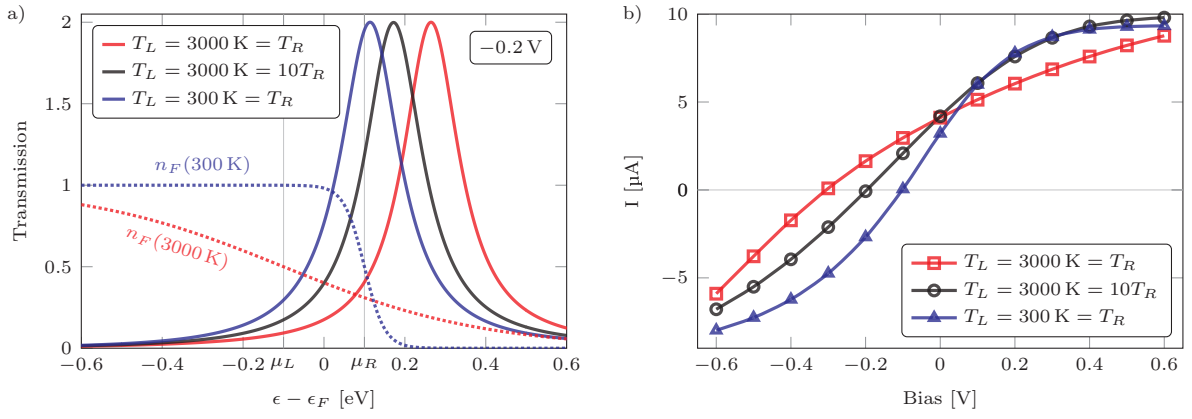 a)
2
1.5
1
0.5
0
Transmission
T_L = 3000 K = T_R
T_L = 3000 K = 10T_R
T_L = 300 K = T_R
−0.2 V
n_F(300 K)
n_F(3000 K)
−0.6 −0.4 −0.2 μ_L 0 μ_R 0.2 0.4 0.6
ϵ − ϵ_F [eV]
b)
10
5
0
−5
I [µA]
T_L = 3000 K = T_R
T_L = 3000 K = 10T_R
T_L = 300 K = T_R
−0.6 −0.4 −0.2 0 0.2 0.4 0.6
Bias [V]